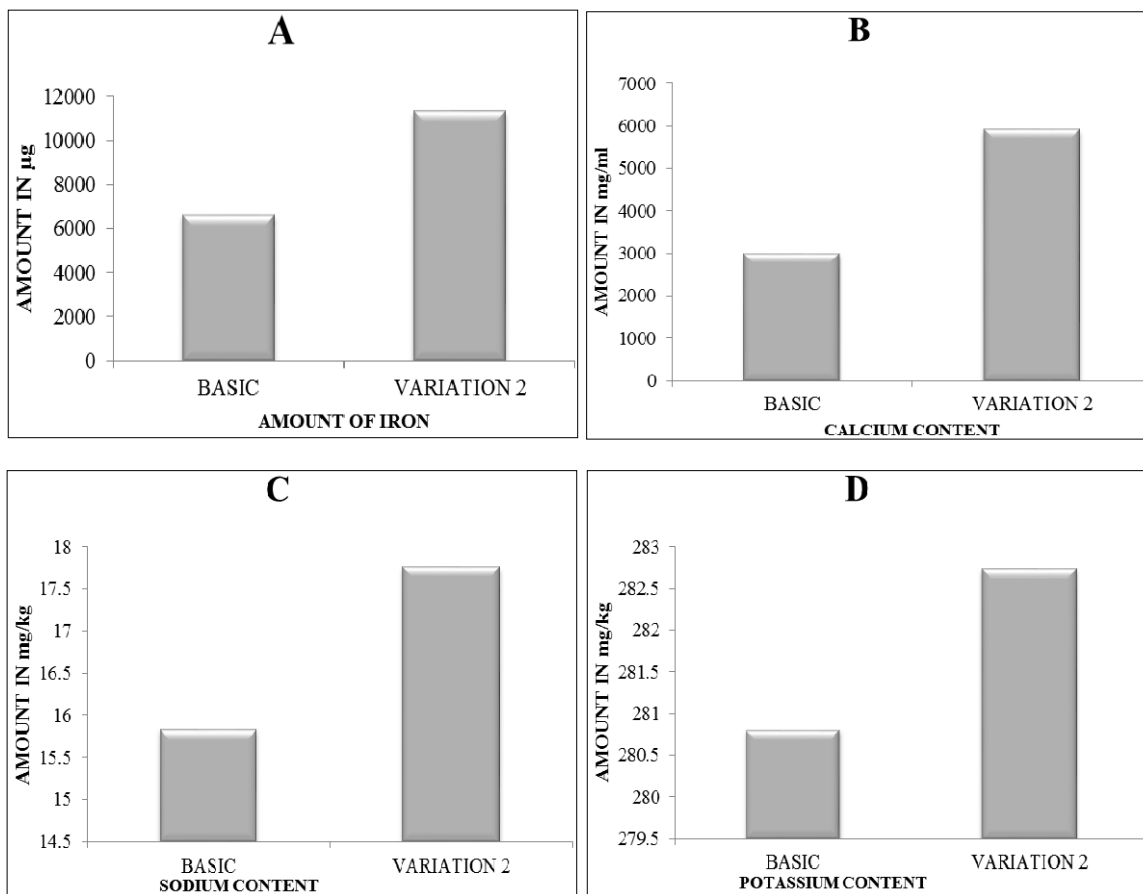 A
AMOUNT IN µg
12000
10000
8000
6000
4000
2000
0
BASIC VARIATION 2
AMOUNT OF IRON
B
AMOUNT IN mg/ml
7000
6000
5000
4000
3000
2000
1000
0
BASIC VARIATION 2
CALCIUM CONTENT
C
AMOUNT IN mg/kg
18
17.5
17
16.5
16
15.5
15
14.5
BASIC VARIATION 2
SODIUM CONTENT
D
AMOUNT IN mg/kg
283
282.5
282
281.5
281
280.5
280
279.5
BASIC VARIATION 2
POTASSIUM CONTENT